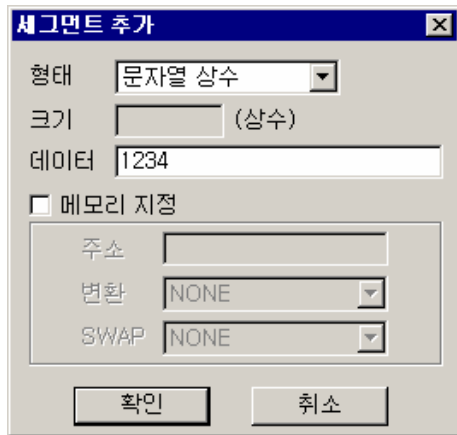 세그먼트 추가
형태 문자열 상수
크기 (상수)
데이터 1234
메모리 지정
주소
변환 NONE
SWAP NONE
확인 취소